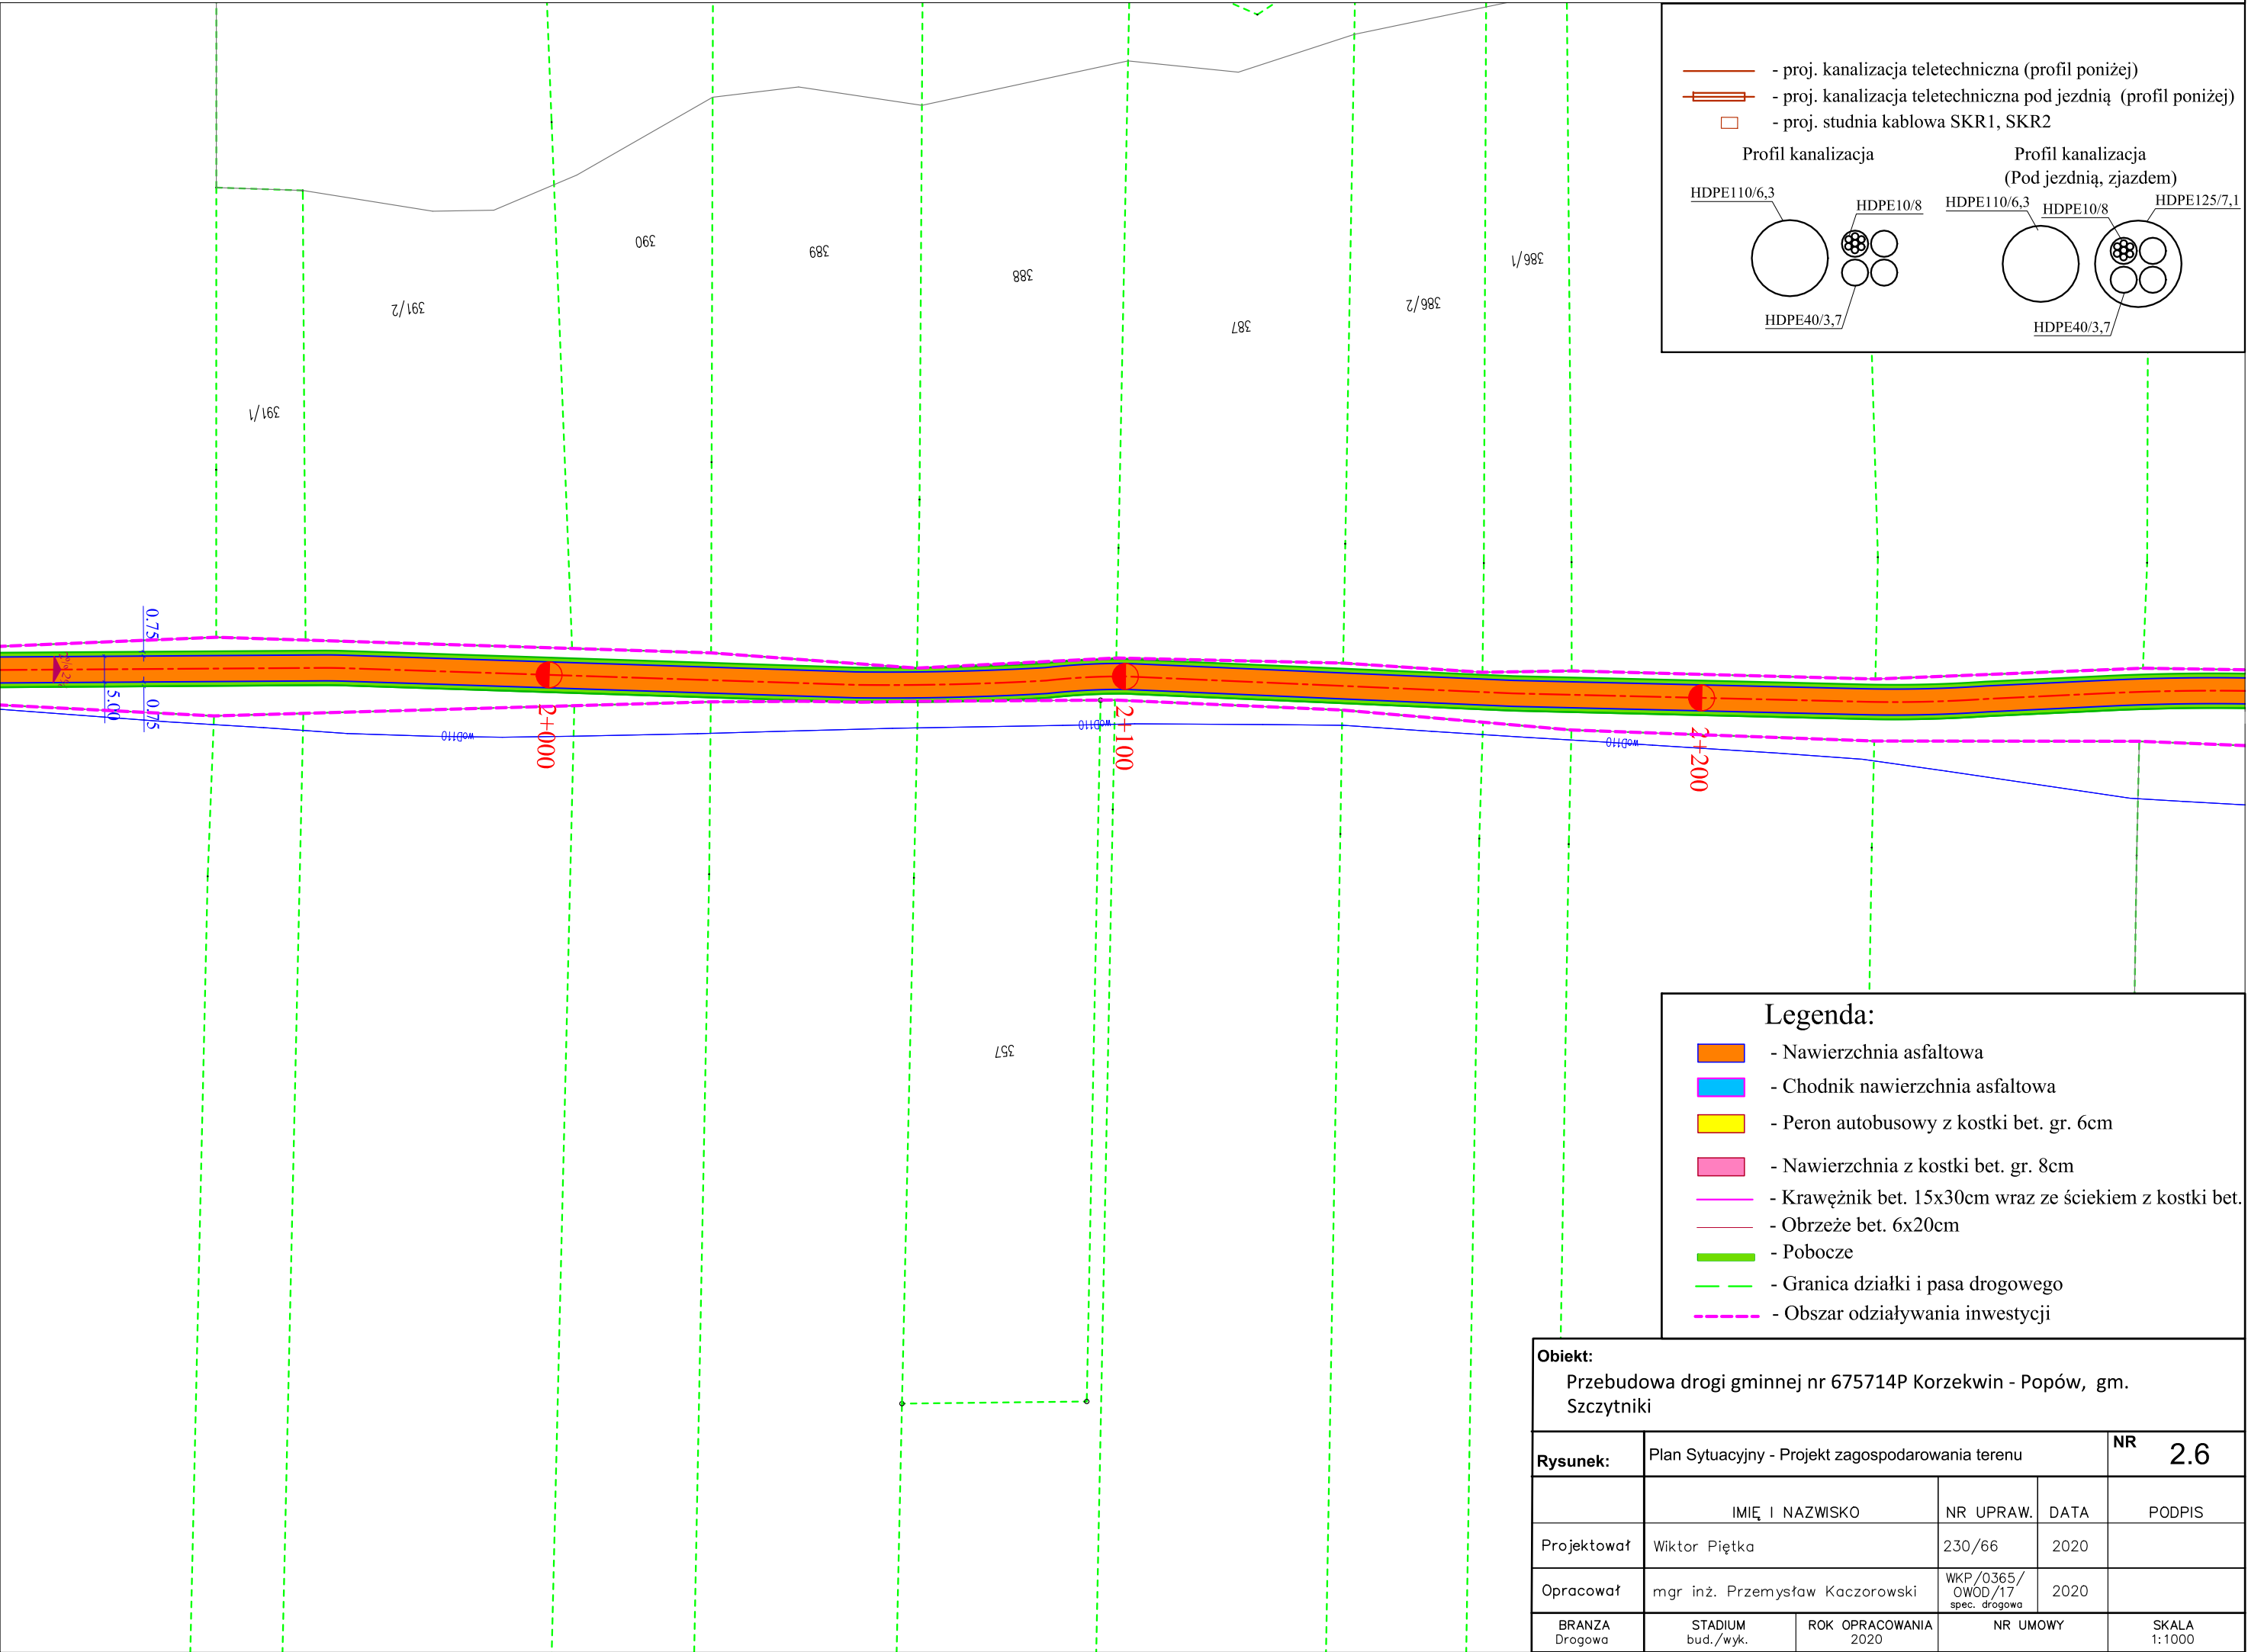 - proj. kanalizacja teletechniczna (profil poniżej)
- proj. kanalizacja teletechniczna pod jezdnią (profil poniżej)
- proj. studnia kablowa SKR1, SKR2
Profil kanalizacja
Profil kanalizacja
(Pod jezdnią, zjazdem)
HDPE110/6,3
HDPE10/8
HDPE40/3,7
HDPE110/6,3
HDPE10/8
HDPE125/7,1
HDPE40/3,7
390
389
388
386/1
391/2
387
386/2
391/1
0.75
5.00
0.75
2+000
2+100
2+200
woD110
woD110
woD110
357
Legenda:
- Nawierzchnia asfaltowa
- Chodnik nawierzchnia asfaltowa
- Peron autobusowy z kostki bet. gr. 6cm
- Nawierzchnia z kostki bet. gr. 8cm
- Krawężnik bet. 15x30cm wraz ze ściekiem z kostki bet.
- Obrzeże bet. 6x20cm
- Pobocze
- Granica działki i pasa drogowego
- Obszar odziaływania inwestycji
Obiekt:
Przebudowa drogi gminnej nr 675714P Korzekwin - Popów, gm.
Szczytniki
Rysunek: Plan Sytuacyjny - Projekt zagospodarowania terenu NR 2.6
IMIĘ I NAZWISKO NR UPRAW. DATA PODPIS
Projektował Wiktor Piętka 230/66 2020
Opracował mgr inż. Przemysław Kaczorowski WKP/0365/
OWOD/17 2020
spec. drogowa
BRANZA STADIUM ROK OPRACOWANIA NR UMOWY SKALA
Drogowa bud./wyk. 2020 1:1000